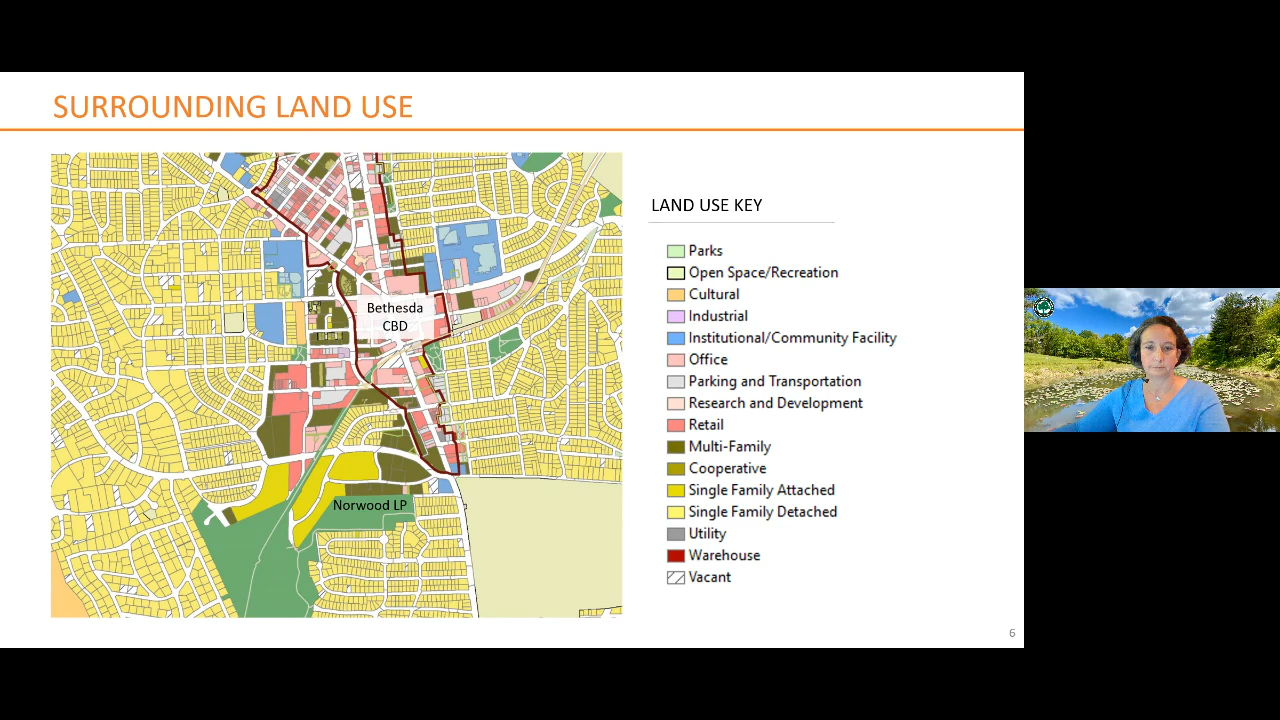 SURROUNDING LAND USE
Bethesda
CBD
Norwood LP
LAND USE KEY
Parks
Open Space/Recreation
Cultural
Industrial
Institutional/Community Facility
Office
Parking and Transportation
Research and Development
Retail
Multi-Family
Cooperative
Single Family Attached
Single Family Detached
Utility
Warehouse
Vacant
6